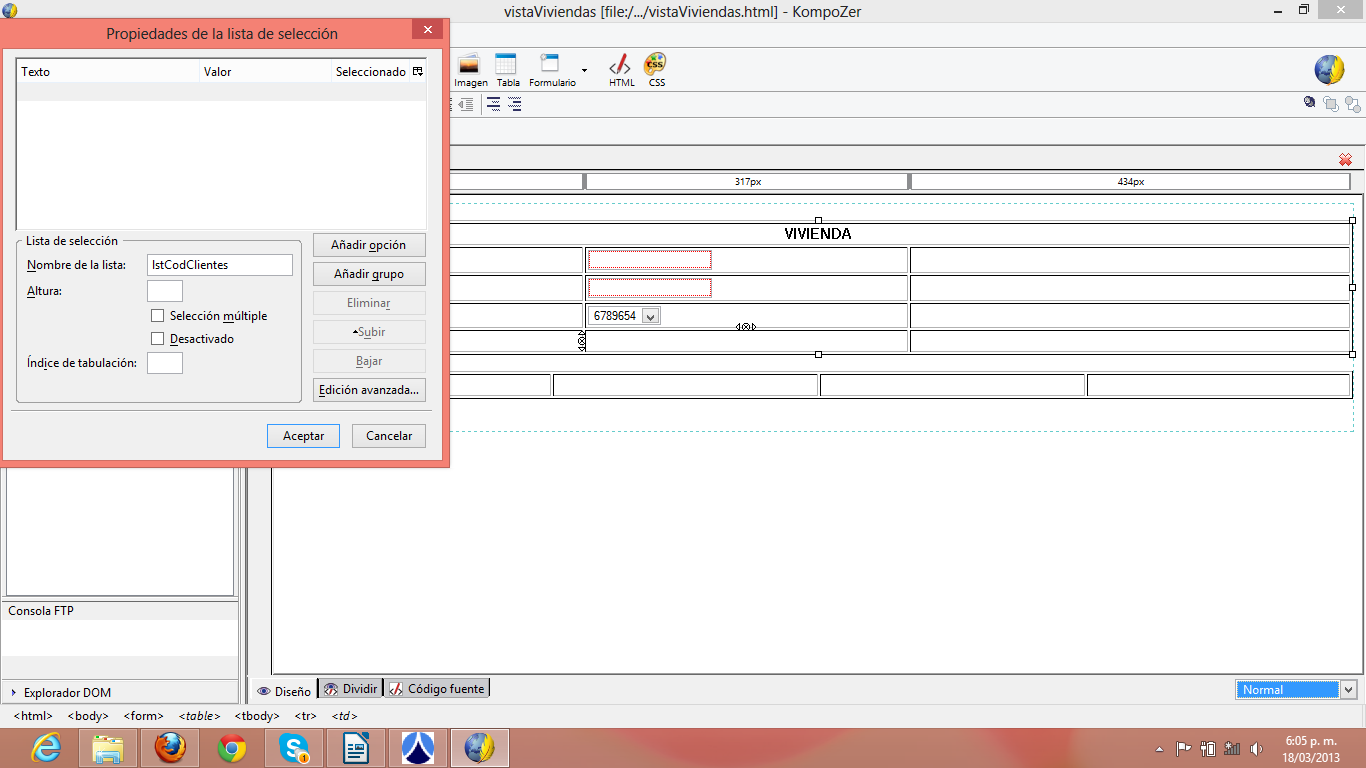 vistaViviendas [file:/.../vistaViviendas.html] - KompoZer
Propiedades de la lista de selección
Texto Valor Seleccionado
Imagen Tabla Formulario HTML CSS
317px 434px
VIVIENDA
6789654
Lista de selección
Nombre de la lista: lstCodClientes
Altura:
Selección múltiple
Desactivado
Índice de tabulación:
Añadir opción
Añadir grupo
Eliminar
Subir
Bajar
Edición avanzada...
Aceptar Cancelar
Consola FTP
Explorador DOM
Diseño Dividir Código fuente
Normal
<html> <body> <form> <table> <tbody> <tr> <td>
1
6:05 p. m.
18/03/2013